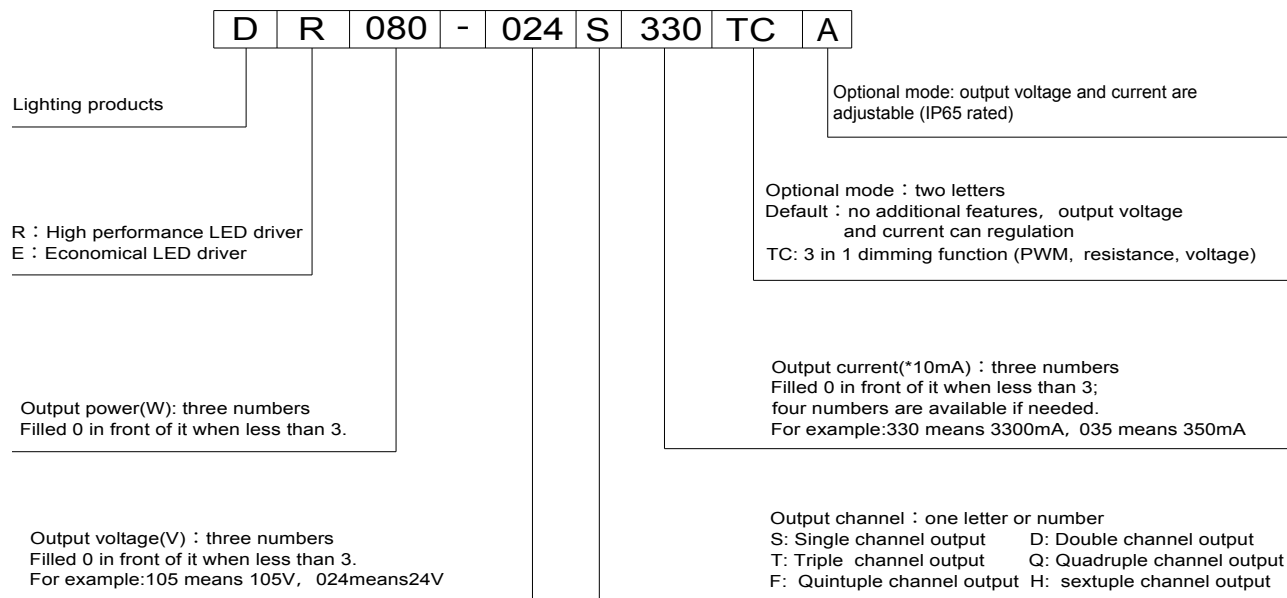 D R 080 - 024 S 330 TC A
Lighting products
Optional mode: output voltage and current are
adjustable (IP65 rated)
R：High performance LED driver
E：Economical LED driver
Optional mode：two letters
Default：no additional features, output voltage
and current can regulation
TC: 3 in 1 dimming function (PWM, resistance, voltage)
Output power(W): three numbers
Filled 0 in front of it when less than 3.
Output current(*10mA)：three numbers
Filled 0 in front of it when less than 3;
four numbers are available if needed.
For example:330 means 3300mA, 035 means 350mA
Output voltage(V)：three numbers
Filled 0 in front of it when less than 3.
For example:105 means 105V, 024means24V
Output channel：one letter or number
S: Single channel output D: Double channel output
T: Triple channel output Q: Quadruple channel output
F: Quintuple channel output H: sextuple channel output